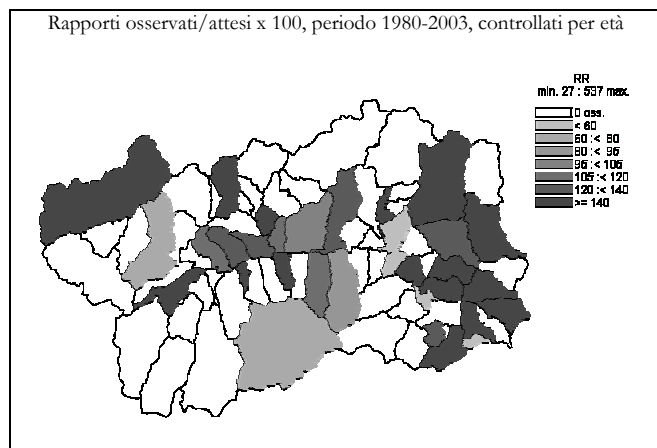 Rapporti osservati/attesi x 100, periodo 1980-2003, controllati per età
RR
min. 27 : 537 max.
0 oss.
< 60
60 :< 80
80 :< 95
95 :< 105
105 :< 120
120 :< 140
>= 140